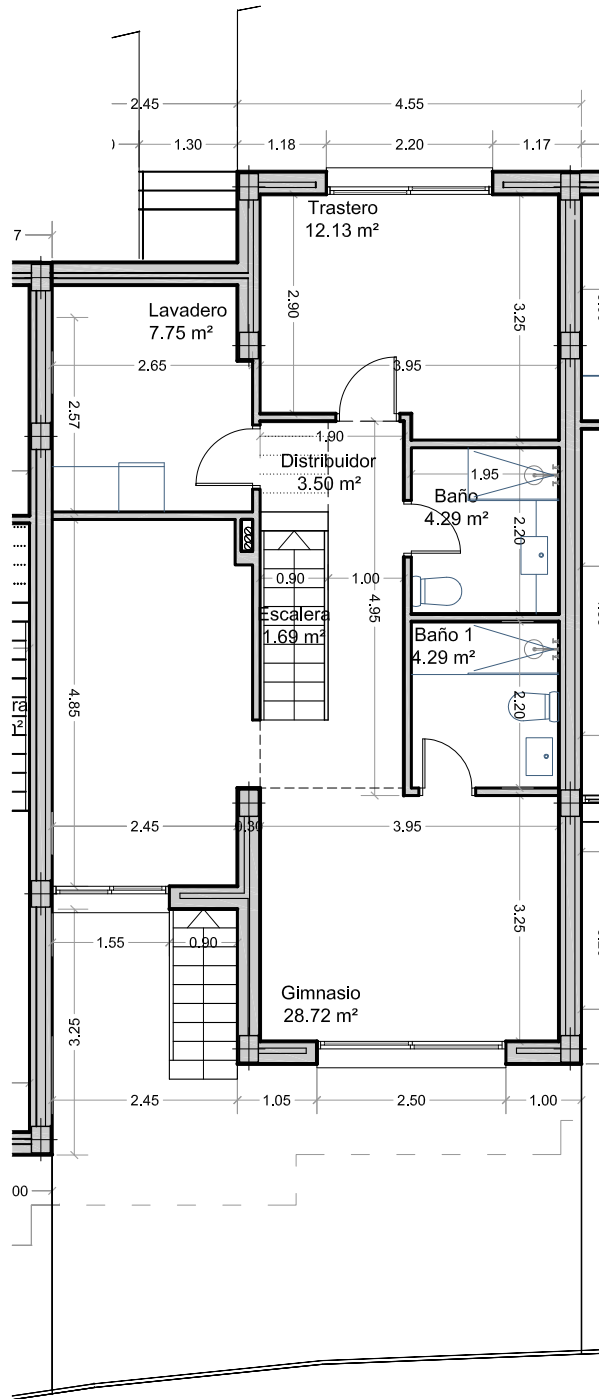 2.45
4.55
1.30
1.18
2.20
1.17
Trastero
12.13 m²
7
2.90
3.25
Lavadero
7.75 m²
2.65
3.95
2.57
1.90
Distribuidor
3.50 m²
1.95
Baño
4.29 m²
2.20
0.90
1.00
Escalera
1.69 m²
4.95
Baño 1
4.29 m²
2.20
4.85
ra
m²
2.45
0.30
3.95
1.55
0.90
3.25
3.25
Gimnasio
28.72 m²
2.45
1.05
2.50
1.00
00